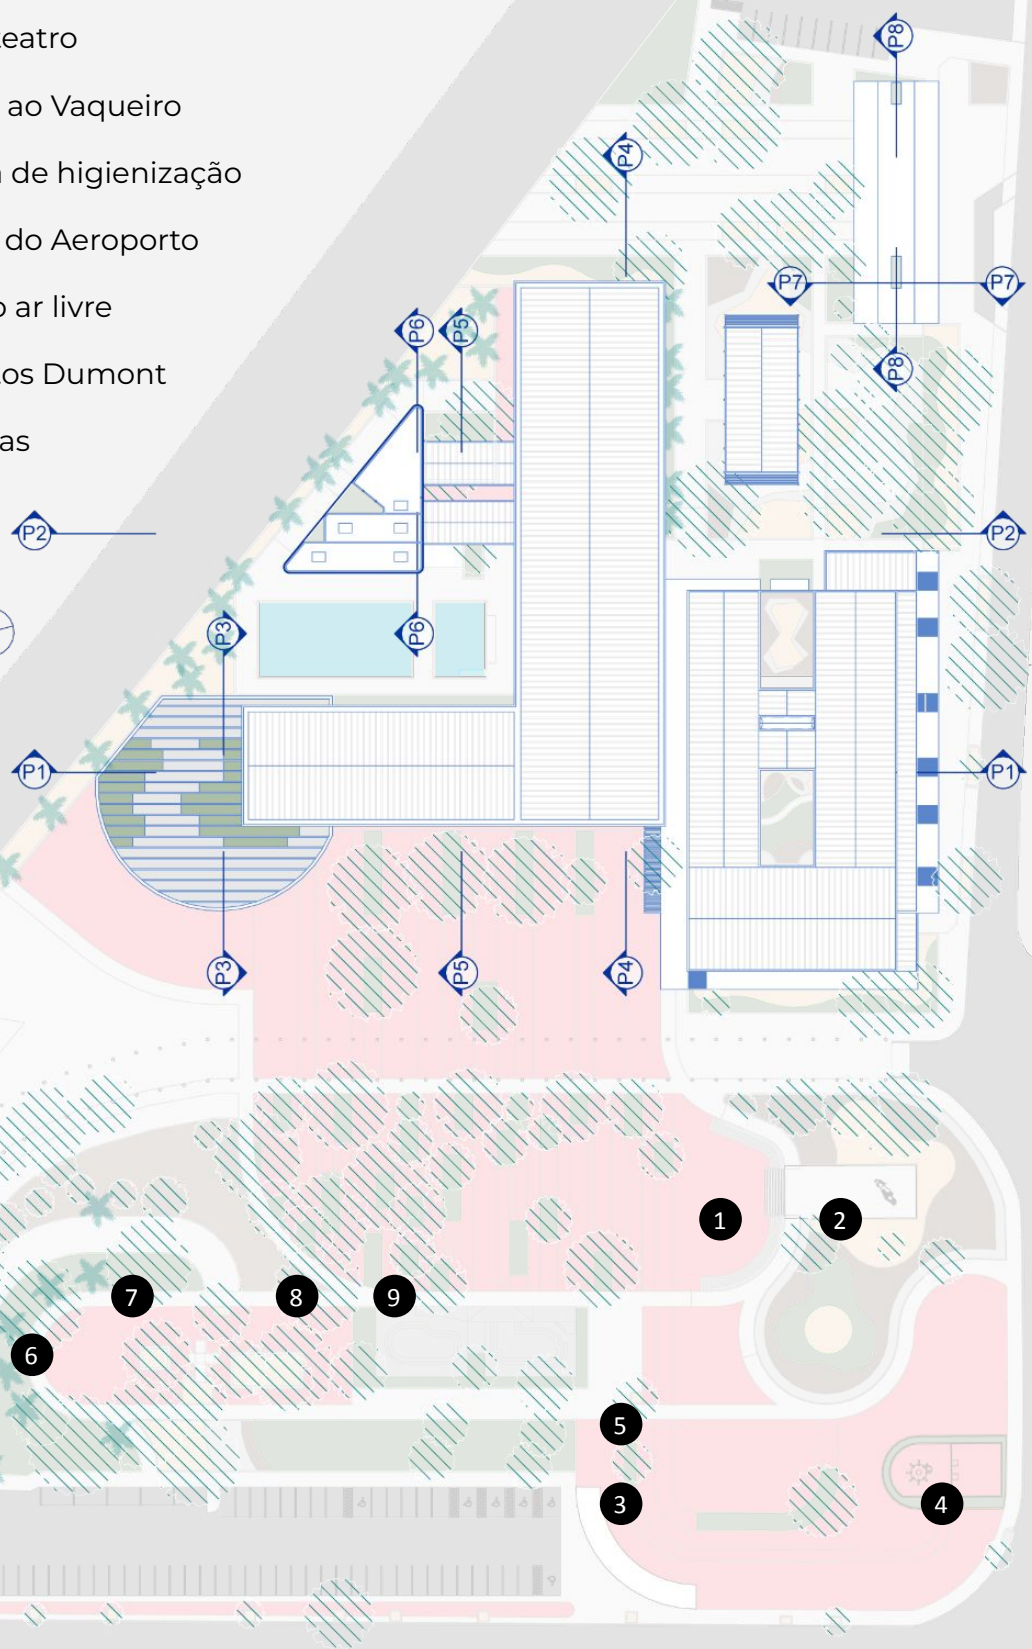 eatro
ao Vaqueiro
de higienização
do Aeroporto
o ar livre
os Dumont
as
P8
P4
P7 P7
P6 P5
P8
P2 P2
P3 P6
P1 P1
P3 P5 P4
1 2
7 8 9
6
5
3 4